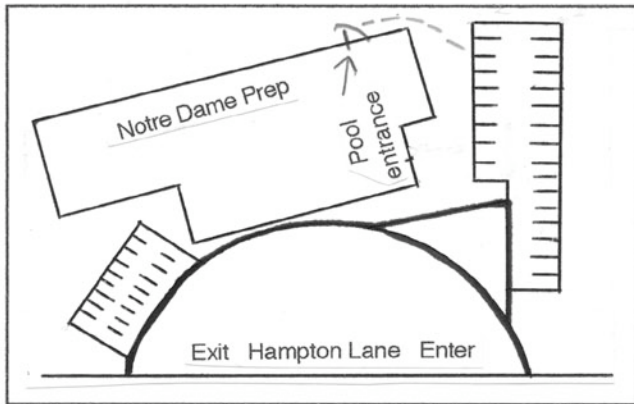 Notre Dame Prep
Pool
entrance
Exit Hampton Lane Enter